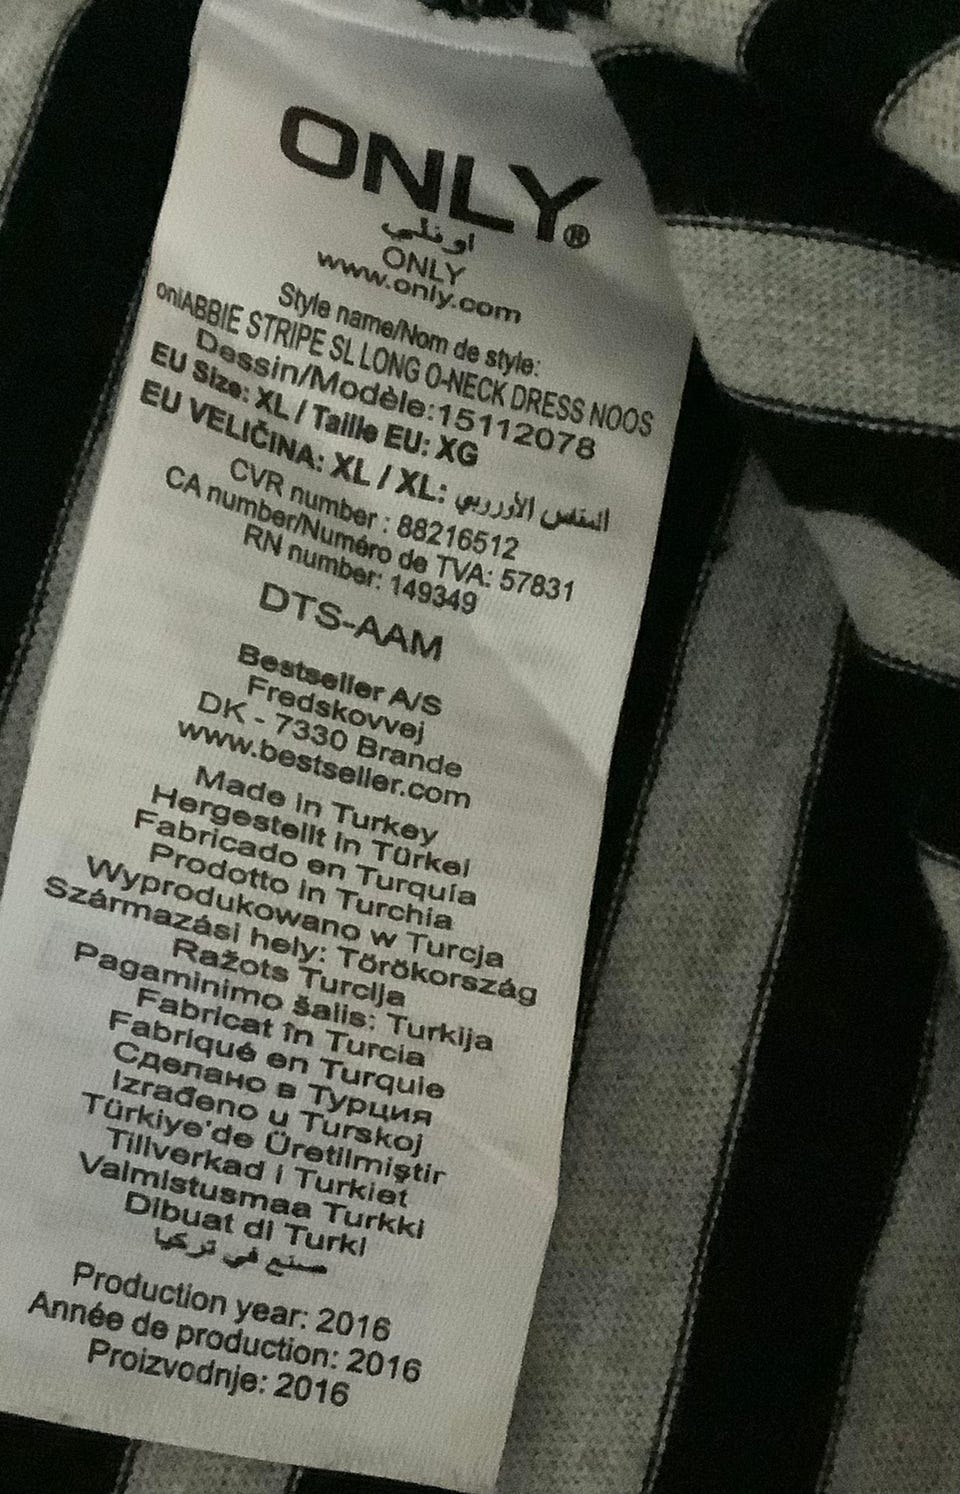 ONLY®
اونلي
ONLY
www.only.com
Style name/Nom de style:
onlABBIE STRIPE SL LONG O-NECK DRESS NOOS
Dessin/Modèle:15112078
EU Size: XL / Taille EU: XG
EU VELIČINA: XL / XL: المقاس الأوروبي
CVR number : 88216512
CA number/Numéro de TVA: 57831
RN number: 149349
DTS-AAM
Bestseller A/S
Fredskovvej
DK - 7330 Brande
www.bestseller.com
Made in Turkey
Hergestellt in Türkei
Fabricado en Turquía
Prodotto in Turchia
Wyprodukowano w Turcja
Származási hely: Törökország
Ražots Turcija
Pagaminimo šalis: Turkija
Fabricat în Turcia
Fabriqué en Turquie
Сделано в Турция
Izrađeno u Turskoj
Türkiye'de Üretilmiştir
Tillverkad i Turkiet
Valmistusmaa Turkki
Dibuat di Turki
صنع في تركيا
Production year: 2016
Année de production: 2016
Proizvodnje: 2016